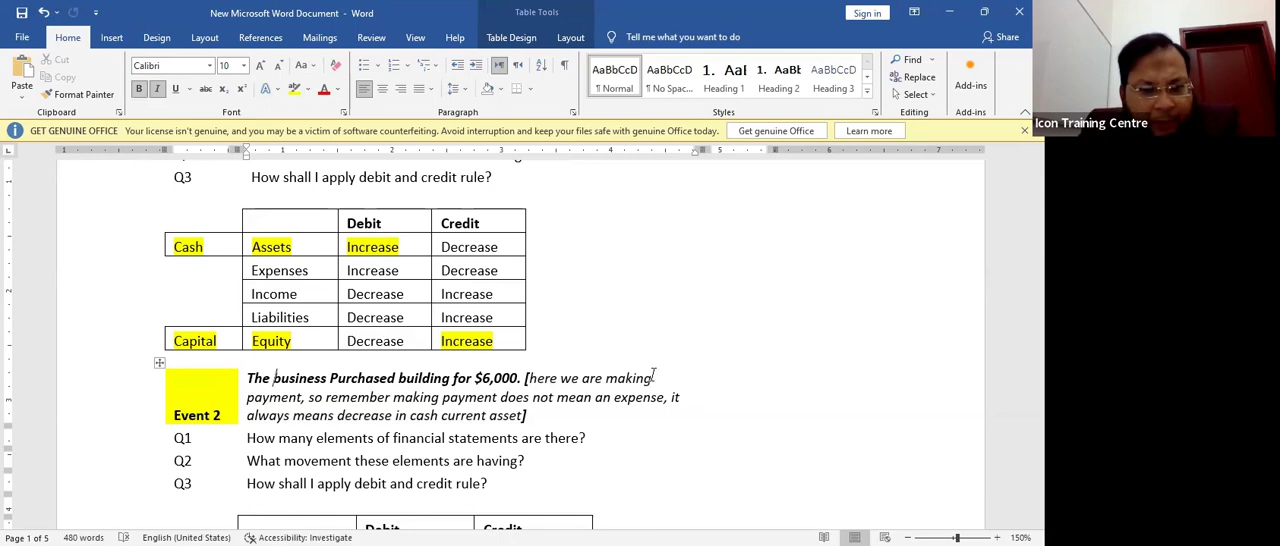 New Microsoft Word Document - Word
Table Tools
Sign in
File Home Insert Design Layout References Mailings Review View Help Table Design Layout Tell me what you want to do Share
Paste
Cut
Copy
Format Painter
Clipboard
Calibri 10
Font
Paragraph
AaBbCcD
¶ Normal
AaBbCcD
¶ No Spac...
1. AaI
Heading 1
1. AaBb
Heading 2
AaBbCcD
Heading 3
Styles
Find
Replace
Select
Editing
Add-ins
Add-ins
GET GENUINE OFFICE Your license isn't genuine, and you may be a victim of software counterfeiting. Avoid interruption and keep your files safe with genuine Office today. Get genuine Office Learn more
Icon Training Centre
Q3 How shall I apply debit and credit rule?
Debit Credit
Cash Assets Increase Decrease
Expenses Increase Decrease
Income Decrease Increase
Liabilities Decrease Increase
Capital Equity Decrease Increase
The business Purchased building for $6,000. [here we are making
payment, so remember making payment does not mean an expense, it
Event 2 always means decrease in cash current asset]
Q1 How many elements of financial statements are there?
Q2 What movement these elements are having?
Q3 How shall I apply debit and credit rule?
Debit Credit
Page 1 of 5 480 words English (United States) Accessibility: Investigate 150%